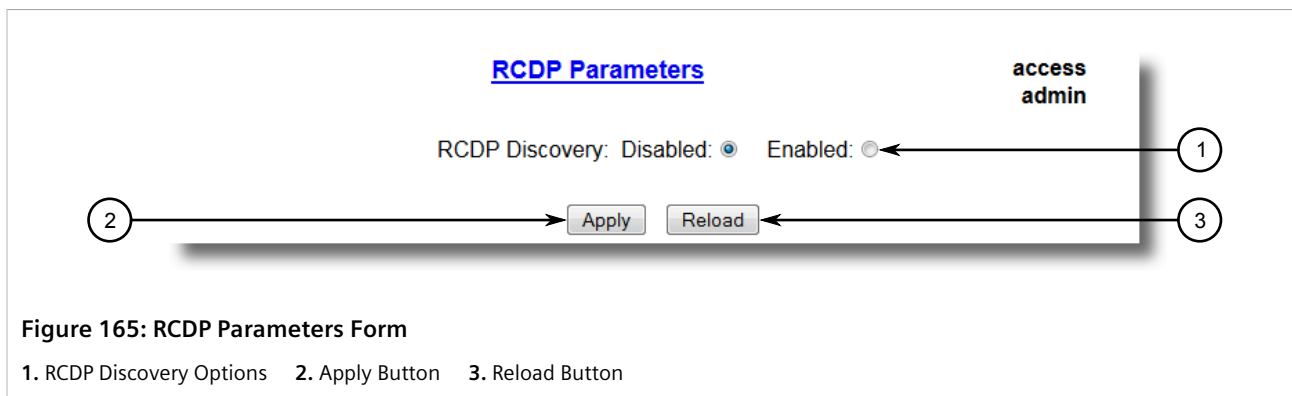 RCDP Parameters
access
admin
RCDP Discovery: Disabled: Enabled:
1
2
Apply Reload
3
Figure 165: RCDP Parameters Form
1. RCDP Discovery Options 2. Apply Button 3. Reload Button